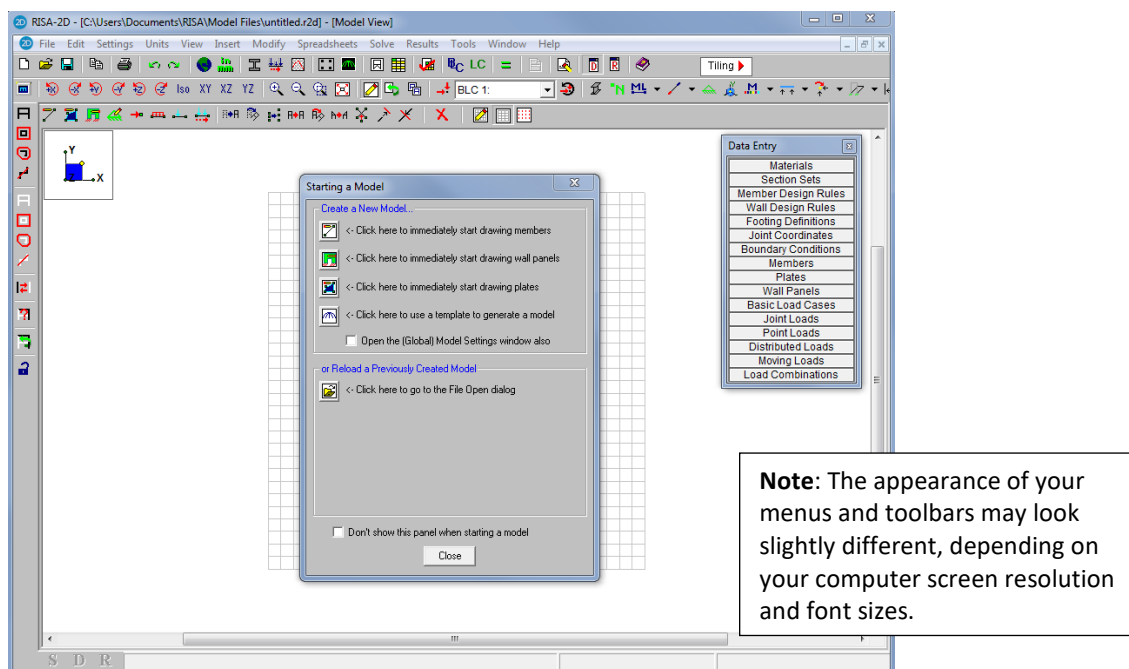 RISA-2D - [C:\Users\Documents\RISA\Model Files\untitled.r2d] - [Model View]
File Edit Settings Units View Insert Modify Spreadsheets Solve Results Tools Window Help
LC Tiling
Iso XY XZ YZ BLC 1:
Y
X
Z
Data Entry
Materials
Section Sets
Member Design Rules
Wall Design Rules
Footing Definitions
Joint Coordinates
Boundary Conditions
Members
Plates
Wall Panels
Basic Load Cases
Joint Loads
Point Loads
Distributed Loads
Moving Loads
Load Combinations
Starting a Model
Create a New Model...
<- Click here to immediately start drawing members
<- Click here to immediately start drawing wall panels
<- Click here to immediately start drawing plates
<- Click here to use a template to generate a model
Open the (Global) Model Settings window also
or Reload a Previously Created Model
<- Click here to go to the File Open dialog
Don't show this panel when starting a model
Close
Note: The appearance of your
menus and toolbars may look
slightly different, depending on
your computer screen resolution
and font sizes.
S D R